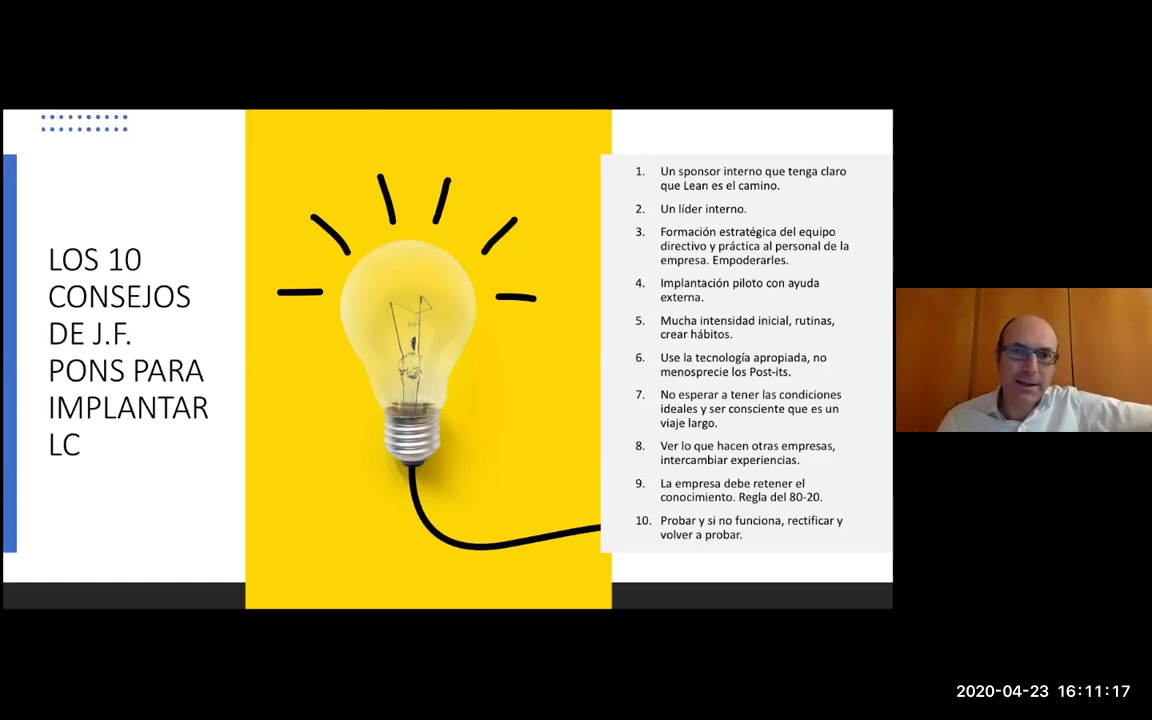 LOS 10
CONSEJOS
DE J.F.
PONS PARA
IMPLANTAR
LC
1. Un sponsor interno que tenga claro
que Lean es el camino.
2. Un líder interno.
3. Formación estratégica del equipo
directivo y práctica al personal de la
empresa. Empoderarles.
4. Implantación piloto con ayuda
externa.
5. Mucha intensidad inicial, rutinas,
crear hábitos.
6. Use la tecnología apropiada, no
menosprecie los Post-its.
7. No esperar a tener las condiciones
ideales y ser consciente que es un
viaje largo.
8. Ver lo que hacen otras empresas,
intercambiar experiencias.
9. La empresa debe retener el
conocimiento. Regla del 80-20.
10. Probar y si no funciona, rectificar y
volver a probar.
2020-04-23 16:11:17